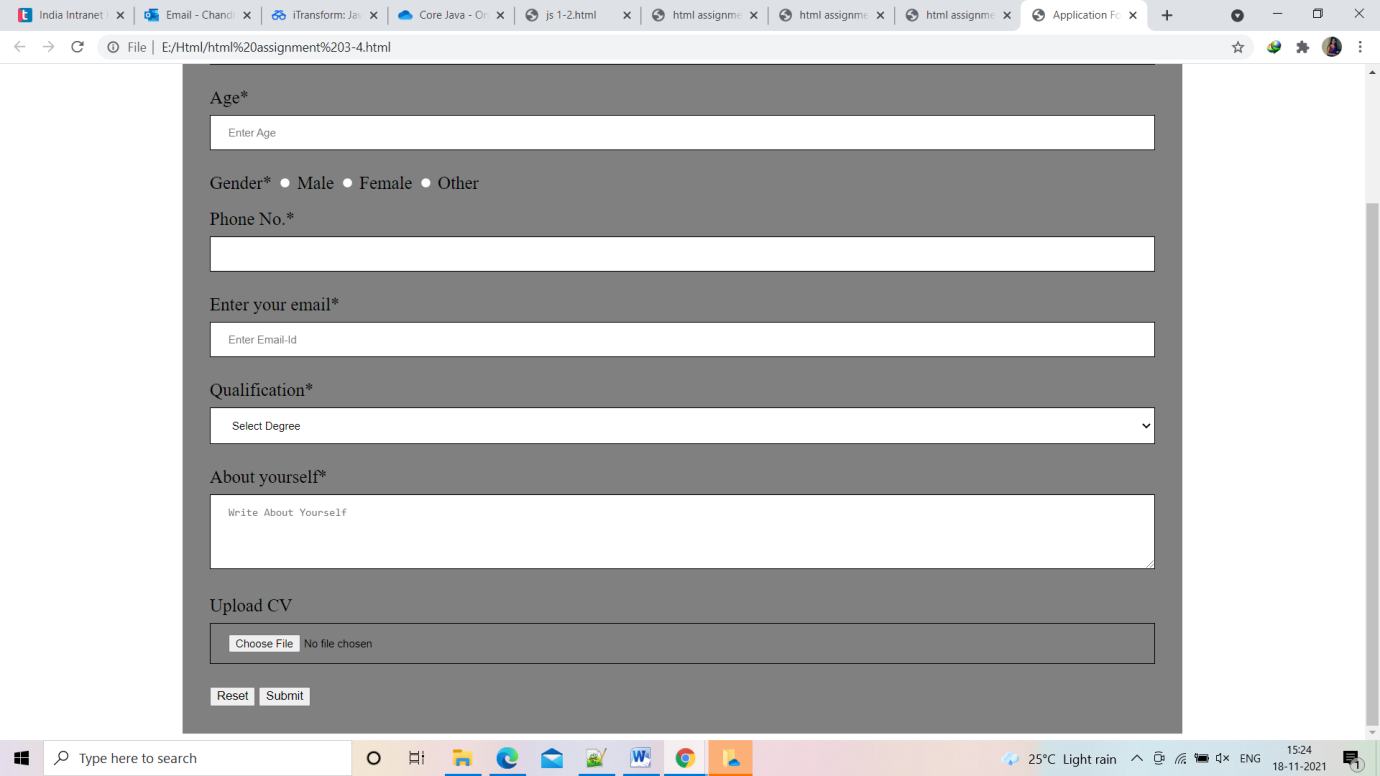 India Intranet
Email - Chandi
iTransform: Jav
Core Java - On
js 1-2.html
html assignme
html assignme
html assignme
Application Fo
File | E:/Html/html%20assignment%203-4.html
Age*
Enter Age
Gender* Male Female Other
Phone No.*
Enter your email*
Enter Email-Id
Qualification*
Select Degree
About yourself*
Write About Yourself
Upload CV
Choose File No file chosen
Reset Submit
Type here to search
25°C Light rain
ENG
15:24
18-11-2021
1